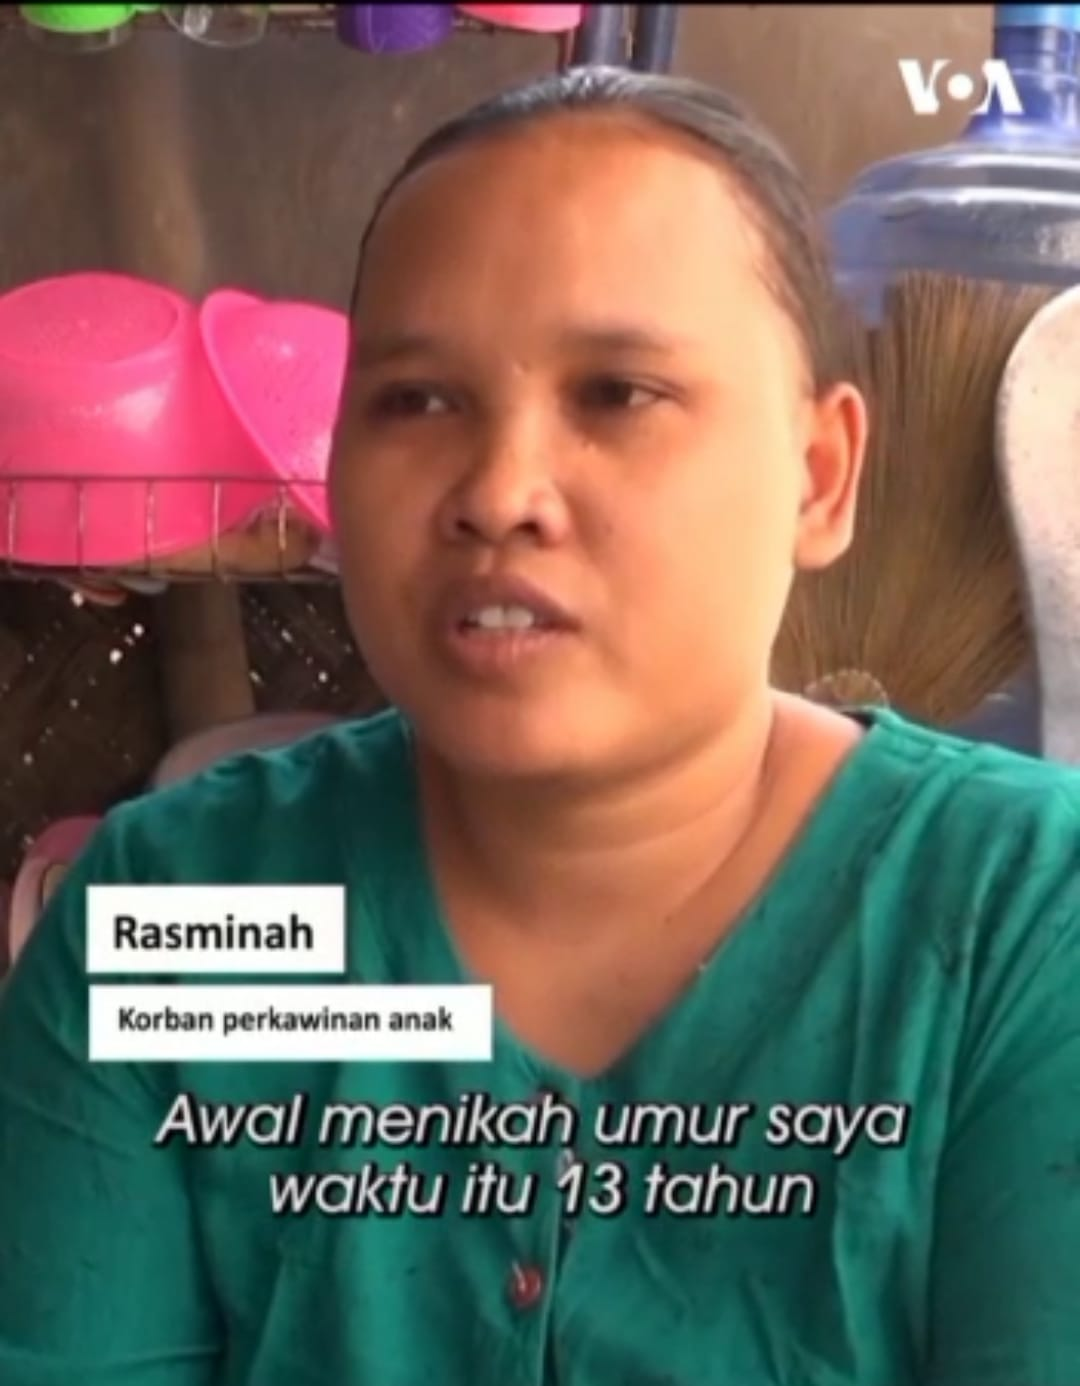 VOA
Rasminah
Korban perkawinan anak
Awal menikah umur saya
waktu itu 13 tahun